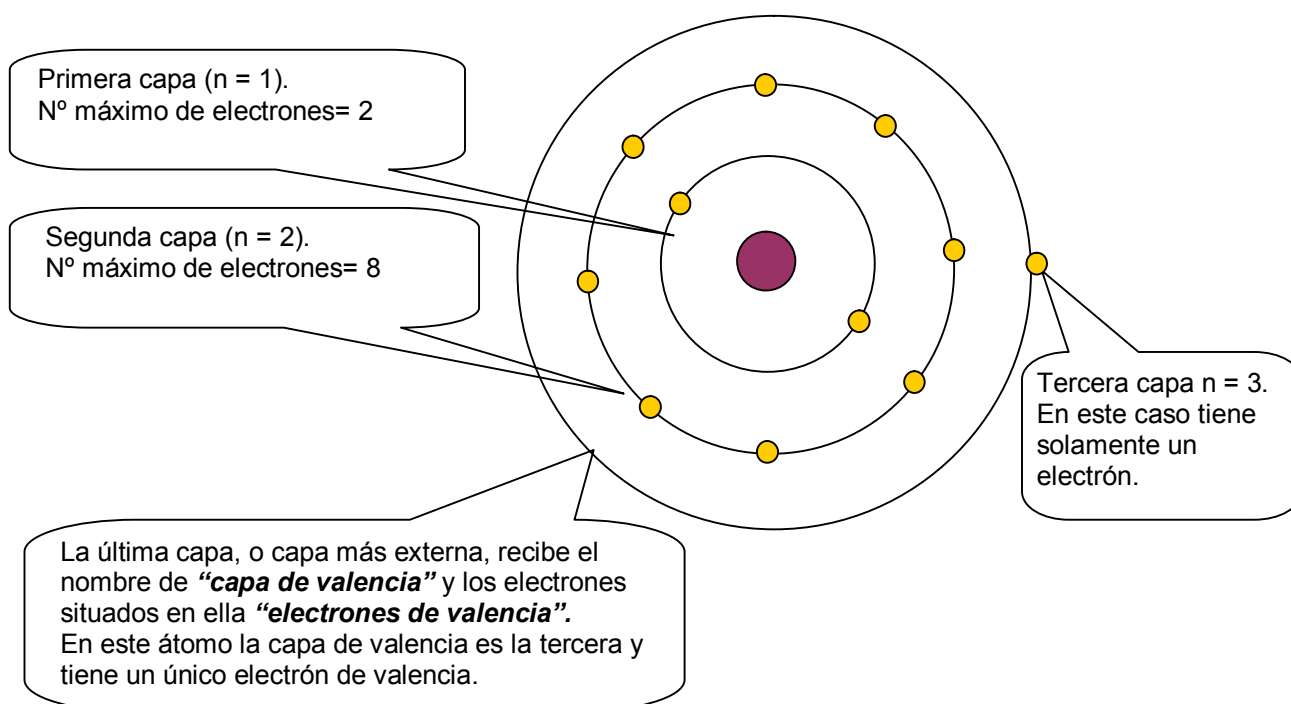 Primera capa (n = 1).
Nº máximo de electrones= 2
Segunda capa (n = 2).
Nº máximo de electrones= 8
Tercera capa n = 3.
En este caso tiene
solamente un
electrón.
La última capa, o capa más externa, recibe el
nombre de “capa de valencia” y los electrones
situados en ella “electrones de valencia”.
En este átomo la capa de valencia es la tercera y
tiene un único electrón de valencia.